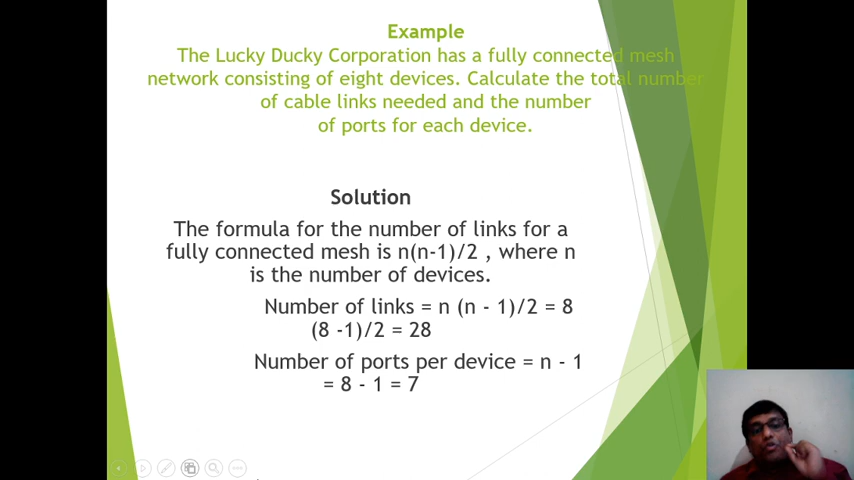 Example
The Lucky Ducky Corporation has a fully connected mesh
network consisting of eight devices. Calculate the total number
of cable links needed and the number
of ports for each device.
Solution
The formula for the number of links for a
fully connected mesh is n(n-1)/2 , where n
is the number of devices.
Number of links = n (n - 1)/2 = 8
(8 -1)/2 = 28
Number of ports per device = n - 1
= 8 - 1 = 7